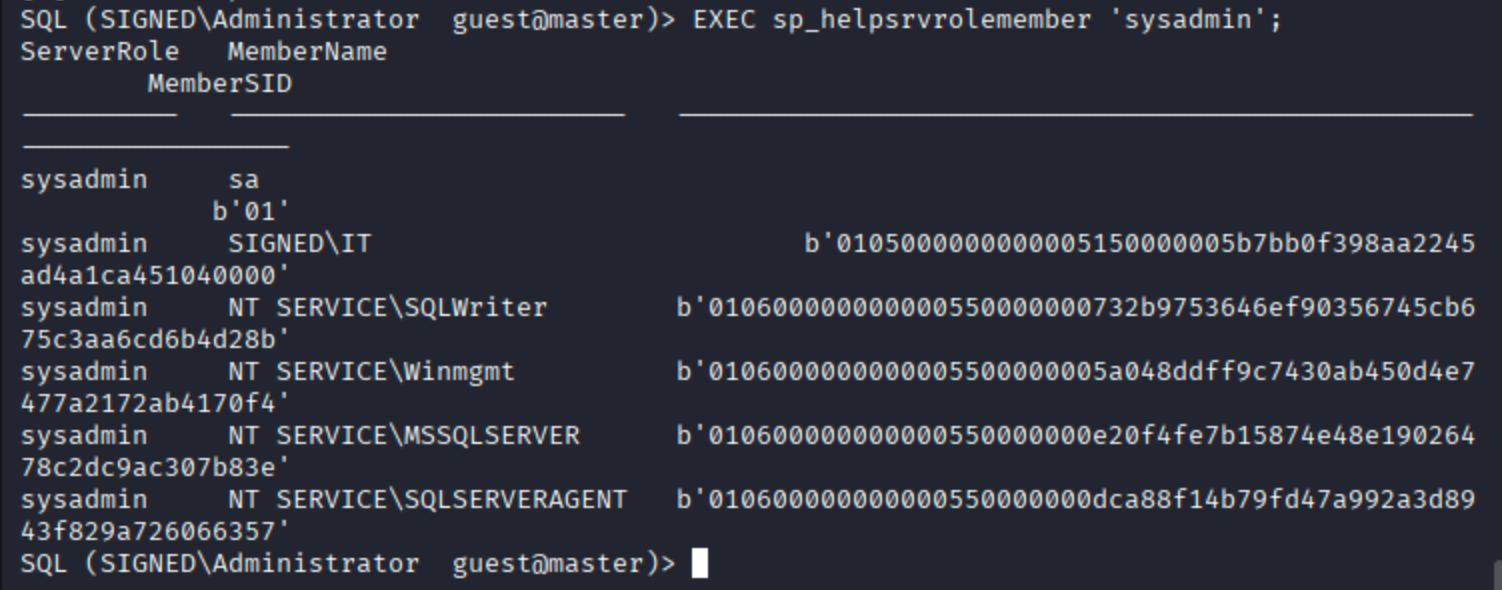 SQL (SIGNED\Administrator  guest@master)> EXEC sp_helpsrvrolemember 'sysadmin';
ServerRole   MemberName
        MemberSID
sysadmin     sa
            b'01'
sysadmin     SIGNED\IT                           b'0105000000000005150000005b7bb0f398aa2245
ad4a1ca451040000'
sysadmin     NT SERVICE\SQLWriter        b'010600000000000550000000732b9753646ef90356745cb6
75c3aa6cd6b4d28b'
sysadmin     NT SERVICE\Winmgmt          b'0106000000000005500000005a048ddff9c7430ab450d4e7
477a2172ab4170f4'
sysadmin     NT SERVICE\MSSQLSERVER      b'010600000000000550000000e20f4fe7b15874e48e190264
78c2dc9ac307b83e'
sysadmin     NT SERVICE\SQLSERVERAGENT   b'010600000000000550000000dca88f14b79fd47a992a3d89
43f829a726066357'
SQL (SIGNED\Administrator  guest@master)>